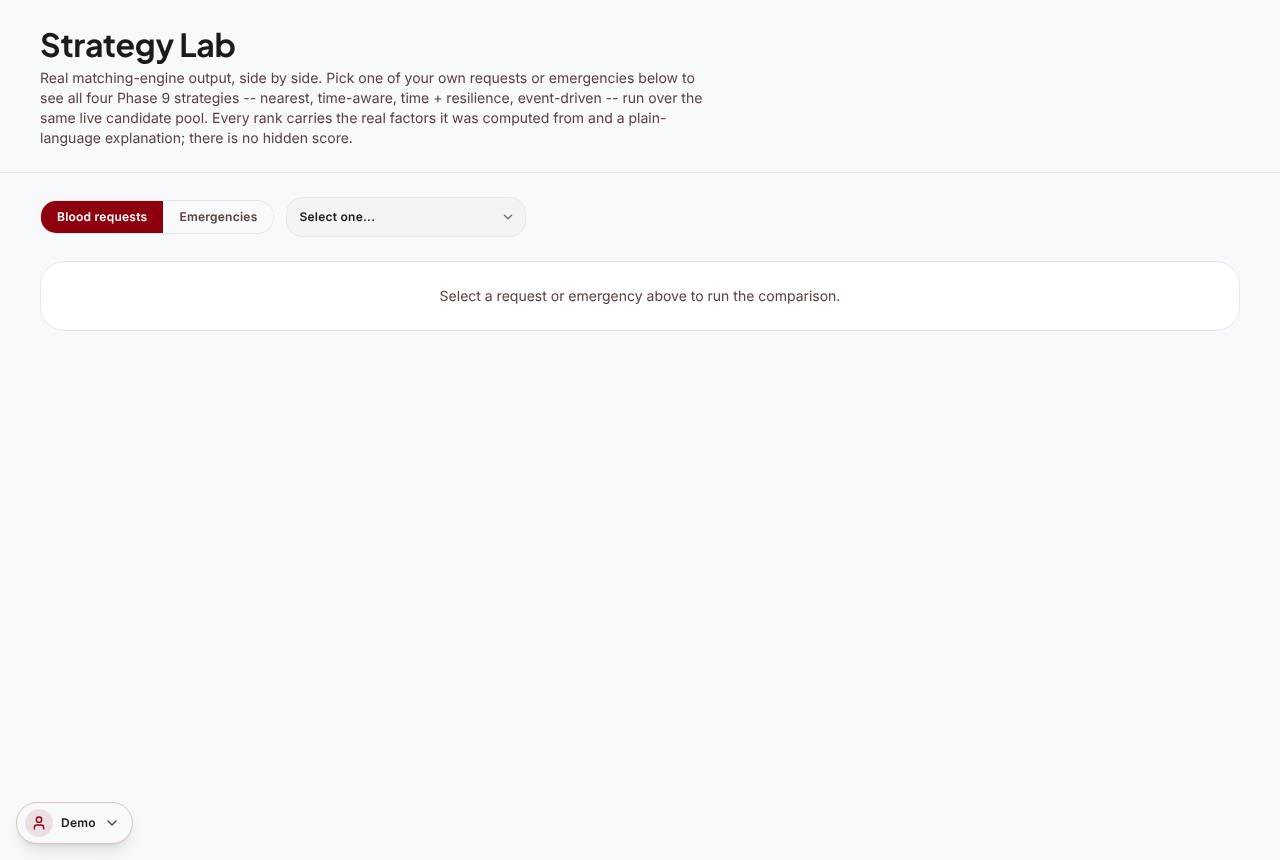 Strategy Lab
Real matching-engine output, side by side. Pick one of your own requests or emergencies below to
see all four Phase 9 strategies -- nearest, time-aware, time + resilience, event-driven -- run over the
same live candidate pool. Every rank carries the real factors it was computed from and a plain-
language explanation; there is no hidden score.
Blood requests
Emergencies
Select one...
Select a request or emergency above to run the comparison.
Demo